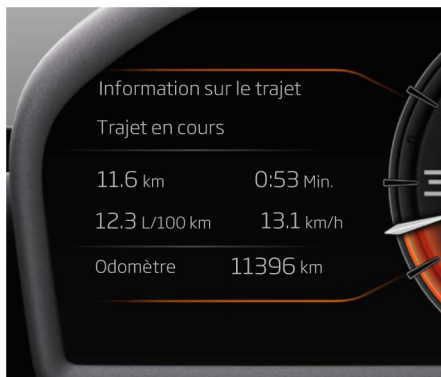 Information sur le trajet
Trajet en cours
11.6 km 0:53 Min.
12.3 L/100 km 13.1 km/h
Odomètre 11396 km